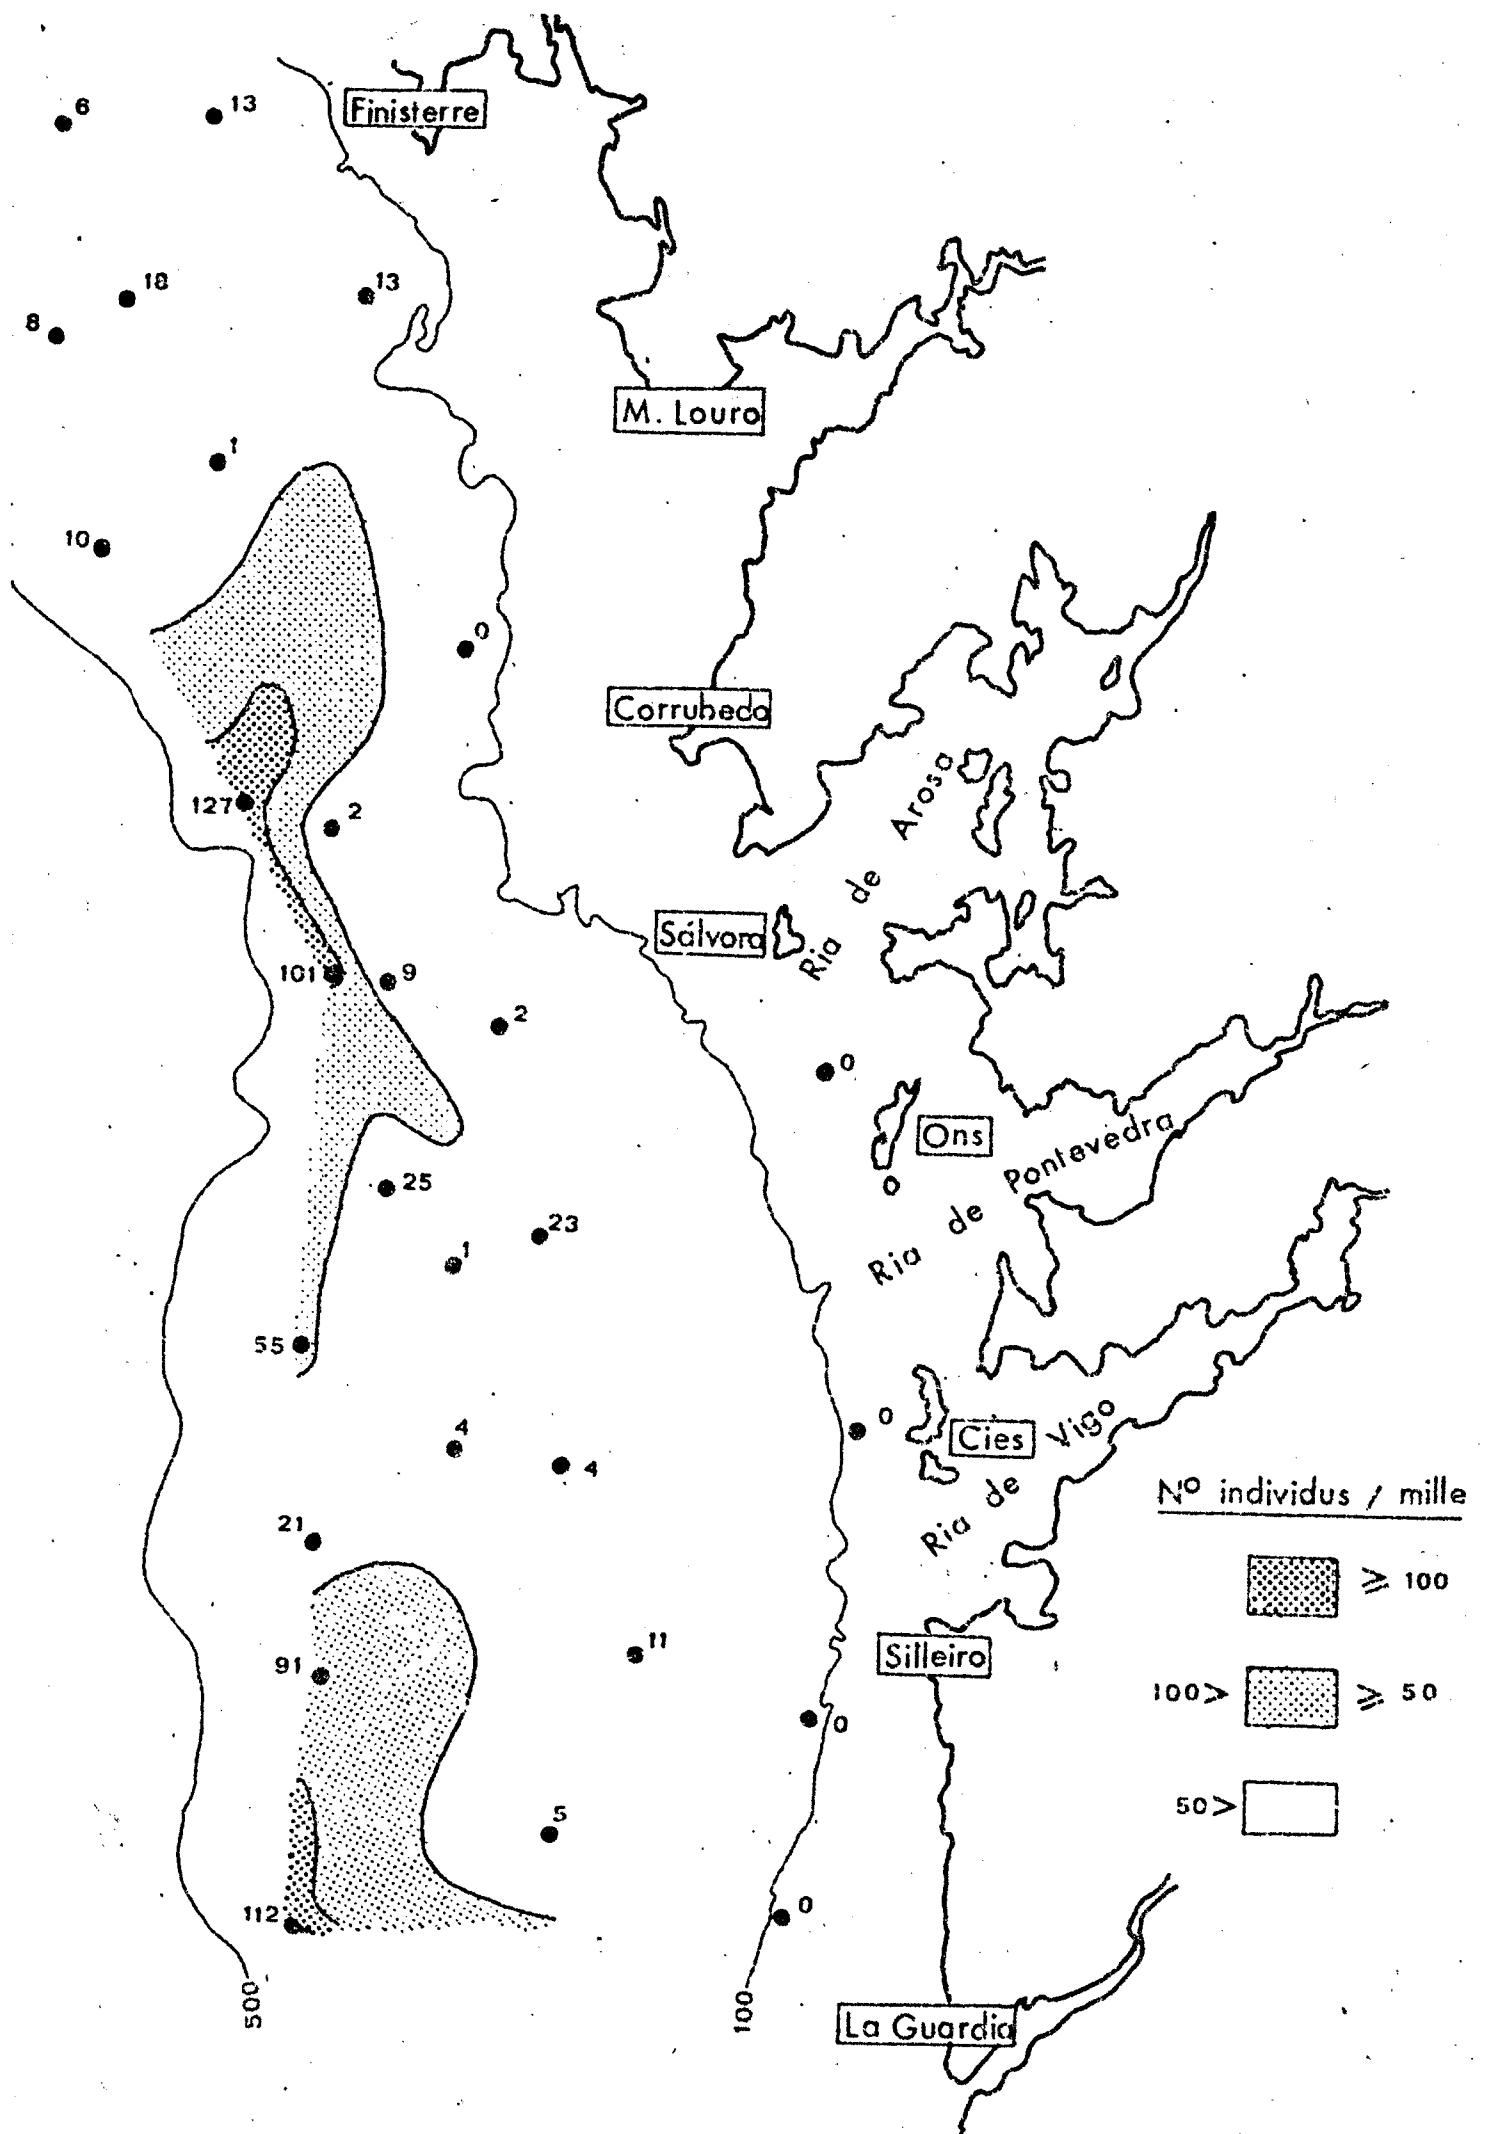 6
13
Finisterre
18
13
8
1
M. Louro
10
0
Corrubedo
127
2
Ria de Arosa
Sálvora
101
9
2
0
Ons
25
Ria de Pontevedra
23
1
55
0
4
Cies
4
Ria de Vigo
Nº individus / mille
21
≥ 100
11
Silleiro
91
100> ≥ 50
0
50>
5
112
0
500
100
La Guardia